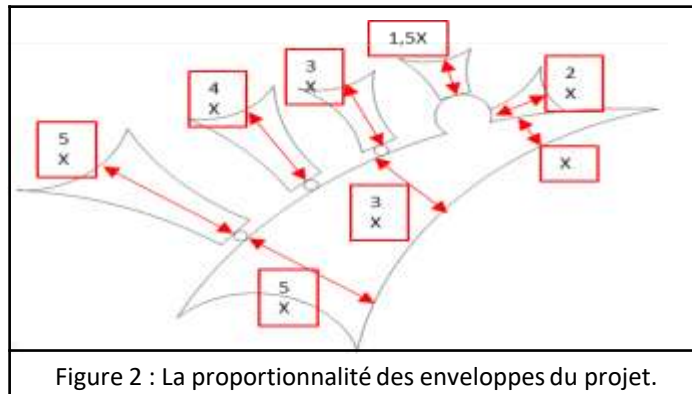 1,5X
3
X
2
X
4
X
5
X
X
3
X
5
X
Figure 2 : La proportionnalité des enveloppes du projet.